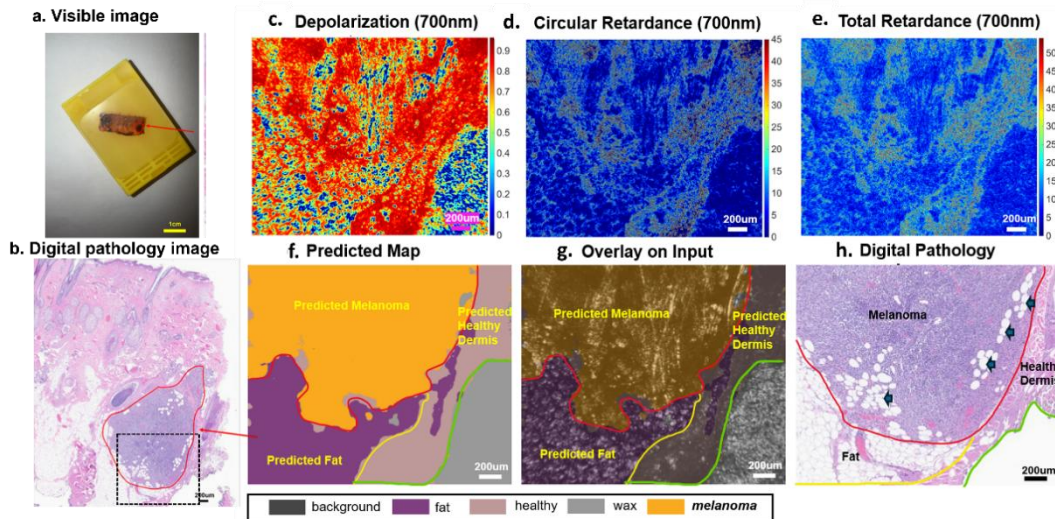 a. Visible image
1cm
b. Digital pathology image
200um
c. Depolarization (700nm)
0.9
0.8
0.7
0.6
0.5
0.4
0.3
0.2
0.1
0
200um
d. Circular Retardance (700nm)
45
40
35
30
25
20
15
10
5
0
200um
e. Total Retardance (700nm)
50
45
40
35
30
25
20
15
10
5
0
200um
f. Predicted Map
Predicted Melanoma
Predicted
Healthy
Dermis
Predicted Fat
200um
g. Overlay on Input
Predicted Melanoma
Predicted
Healthy
Dermis
Predicted Fat
200um
h. Digital Pathology
Melanoma
Healthy
Dermis
Fat
200um
background
fat
healthy
wax
melanoma